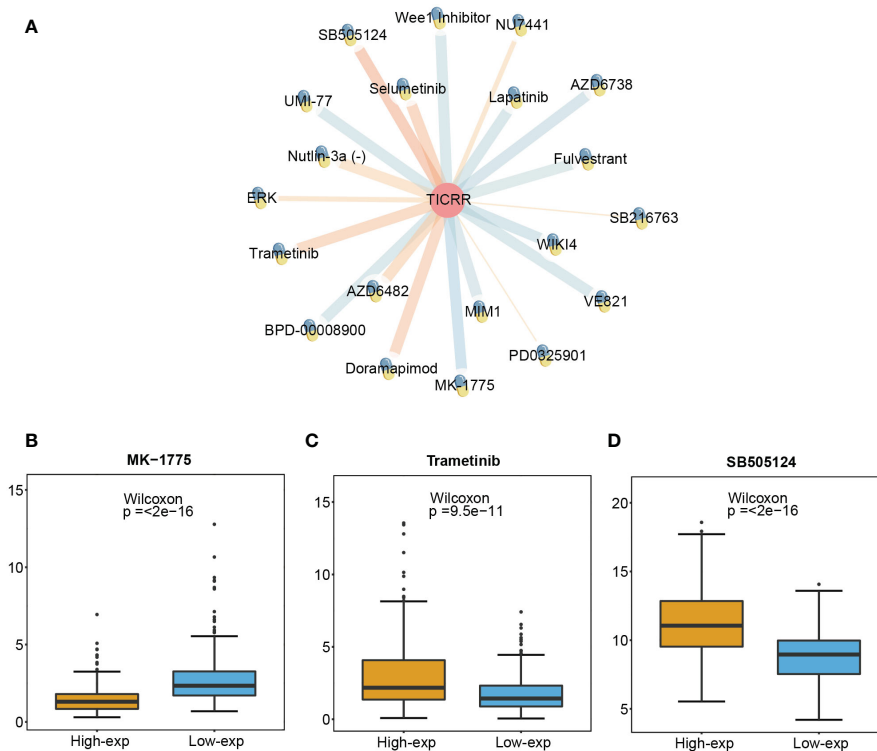 A
Wee1 Inhibitor
NU7441
SB505124
Selumetinib
Lapatinib
AZD6738
UMI-77
Nutlin-3a (-)
Fulvestrant
ERK
TICRR
SB216763
WIKI4
Trametinib
AZD6482
MIM1
VE821
BPD-00008900
Doramapimod
MK-1775
PD0325901
B
MK−1775
Wilcoxon
p =<2e−16
15
10
5
0
High-exp
Low-exp
C
Trametinib
Wilcoxon
p =9.5e−11
15
10
5
0
High-exp
Low-exp
D
SB505124
Wilcoxon
p =<2e−16
20
15
10
5
High-exp
Low-exp